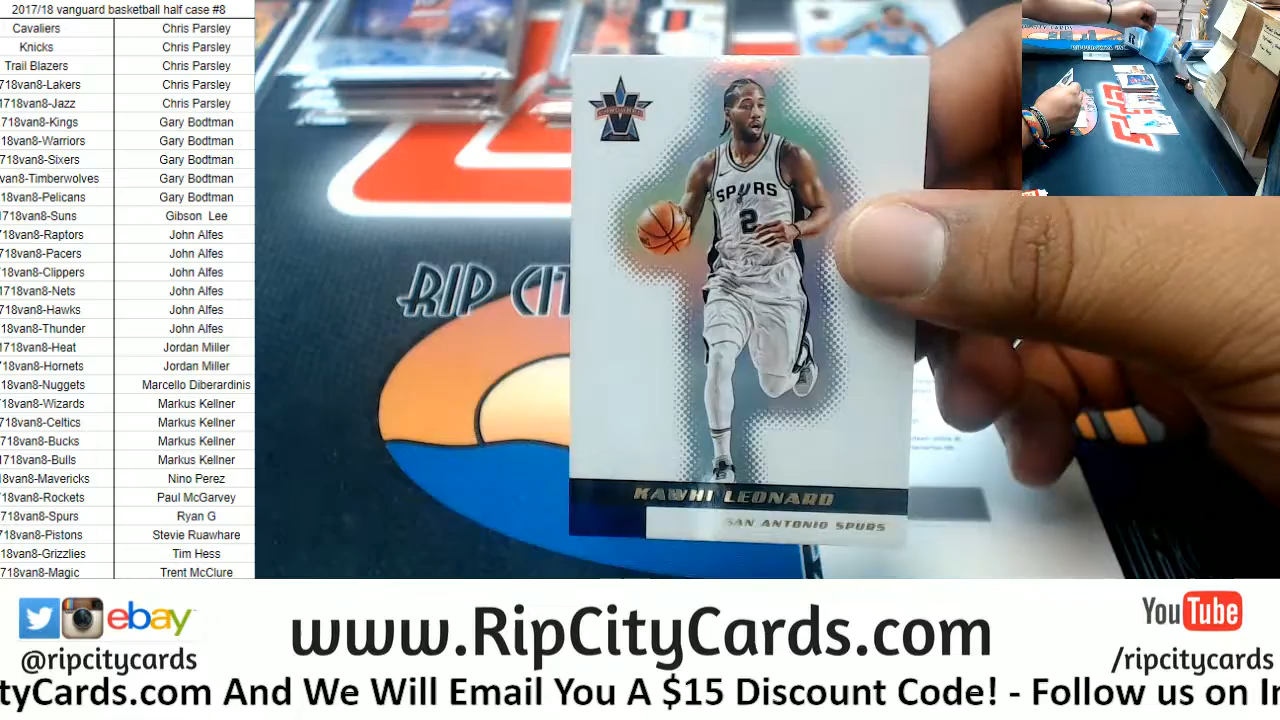 2017/18 vanguard basketball half case #8
Cavaliers Chris Parsley
Knicks Chris Parsley
Trail Blazers Chris Parsley
718van8-Lakers Chris Parsley
718van8-Jazz Chris Parsley
718van8-Kings Gary Bodtman
18van8-Warriors Gary Bodtman
718van8-Sixers Gary Bodtman
van8-Timberwolves Gary Bodtman
18van8-Pelicans Gary Bodtman
718van8-Suns Gibson Lee
18van8-Raptors John Alfes
718van8-Pacers John Alfes
18van8-Clippers John Alfes
718van8-Nets John Alfes
718van8-Hawks John Alfes
18van8-Thunder John Alfes
718van8-Heat Jordan Miller
18van8-Hornets Jordan Miller
18van8-Nuggets Marcello Diberardinis
18van8-Wizards Markus Kellner
18van8-Celtics Markus Kellner
718van8-Bucks Markus Kellner
718van8-Bulls Markus Kellner
8van8-Mavericks Nino Perez
18van8-Rockets Paul McGarvey
718van8-Spurs Ryan G
18van8-Pistons Stevie Ruawhare
18van8-Grizzlies Tim Hess
718van8-Magic Trent McClure
RIP CIT
V
SPURS
2
KAWHI LEONARD
SAN ANTONIO SPURS
ebay
@ripcitycards
www.RipCityCards.com
YouTube
/ripcitycards
tyCards.com And We Will Email You A $15 Discount Code! - Follow us on In